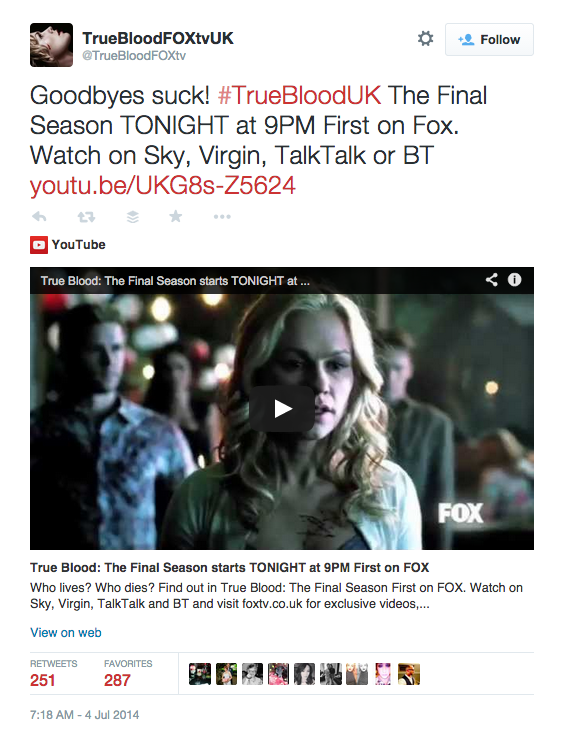 TrueBloodFOXtvUK
@TrueBloodFOXtv
Follow
Goodbyes suck! #TrueBloodUK The Final
Season TONIGHT at 9PM First on Fox.
Watch on Sky, Virgin, TalkTalk or BT
youtu.be/UKG8s-Z5624
YouTube
True Blood: The Final Season starts TONIGHT at ...
FOX
True Blood: The Final Season starts TONIGHT at 9PM First on FOX
Who lives? Who dies? Find out in True Blood: The Final Season First on FOX. Watch on
Sky, Virgin, TalkTalk and BT and visit foxtv.co.uk for exclusive videos,...
View on web
RETWEETS
251
FAVORITES
287
7:18 AM - 4 Jul 2014